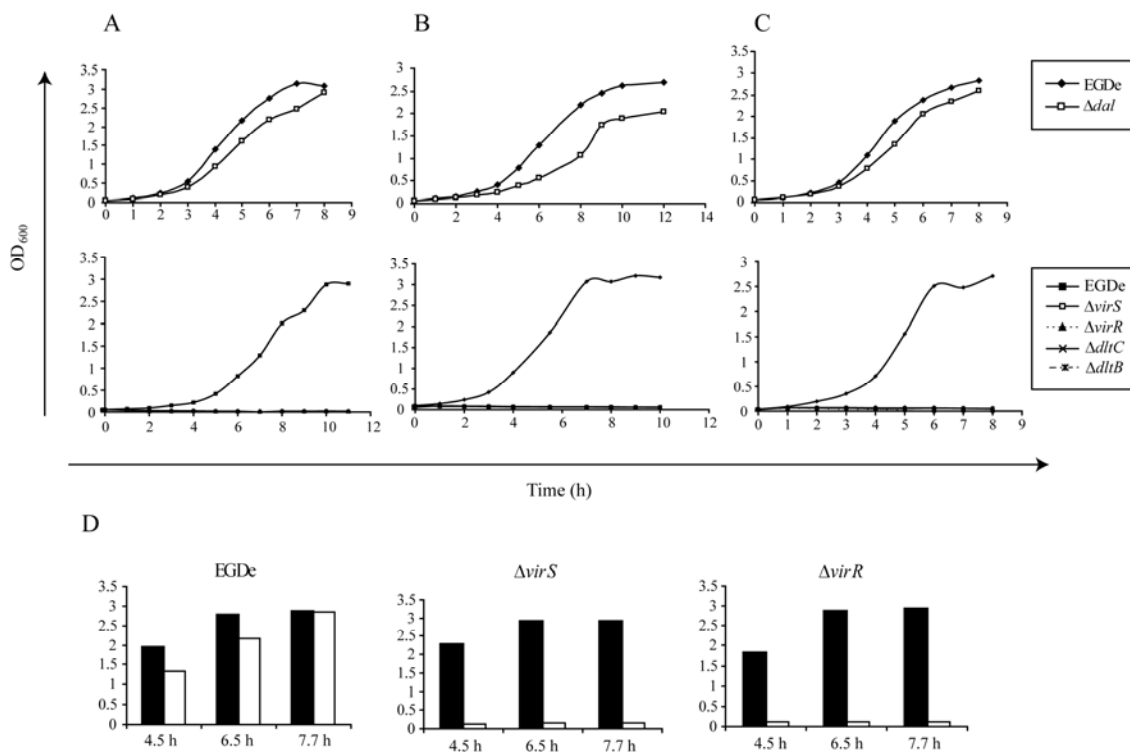 A
B
C
3.5 3 2.5 2 1.5 1 0.5 0
0 1 2 3 4 5 6 7 8 9
3.5 3 2.5 2 1.5 1 0.5 0
0 2 4 6 8 10 12 14
3.5 3 2.5 2 1.5 1 0.5 0
0 1 2 3 4 5 6 7 8 9
EGDe
Δdal
OD600
3.5 3 2.5 2 1.5 1 0.5 0
0 2 4 6 8 10 12
3.5 3 2.5 2 1.5 1 0.5 0
0 2 4 6 8 10 12
3.5 3 2.5 2 1.5 1 0.5 0
0 1 2 3 4 5 6 7 8 9
EGDe
ΔvirS
ΔvirR
ΔdltC
ΔdltB
Time (h)
D
EGDe
3.5 3 2.5 2 1.5 1 0.5 0
4.5 h 6.5 h 7.7 h
ΔvirS
3.5 3 2.5 2 1.5 1 0.5 0
4.5 h 6.5 h 7.7 h
ΔvirR
3.5 3 2.5 2 1.5 1 0.5 0
4.5 h 6.5 h 7.7 h